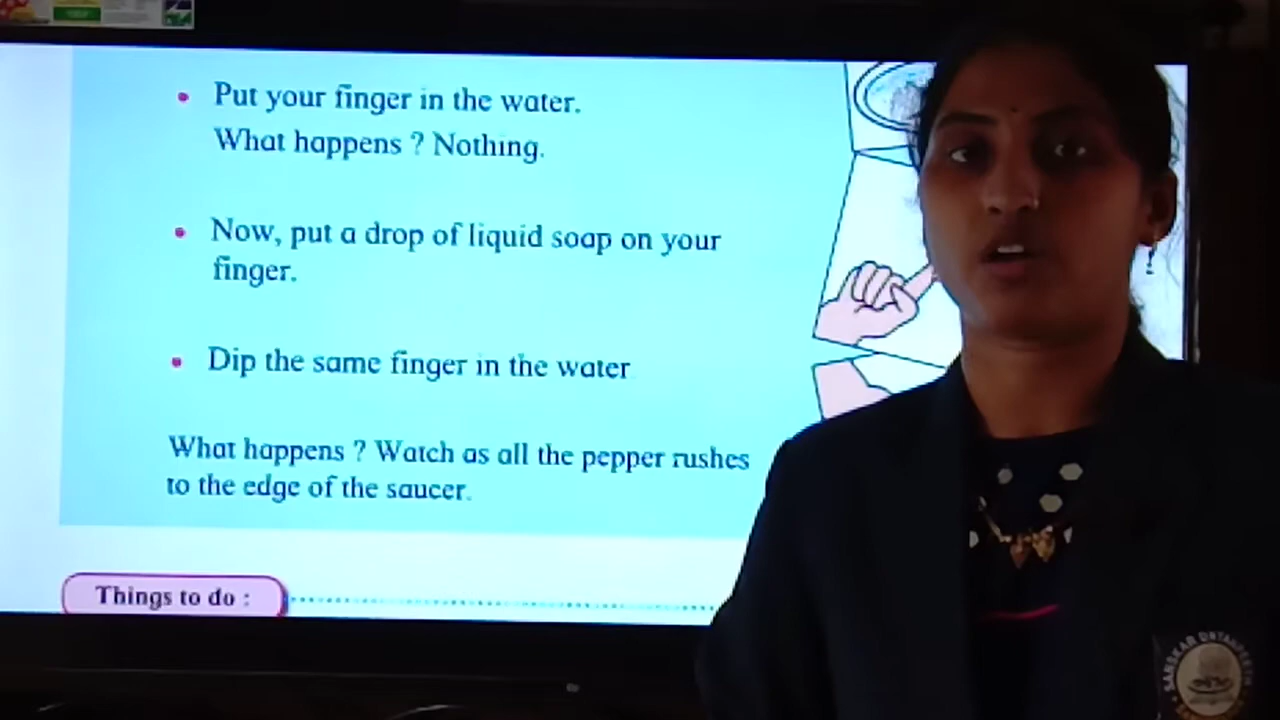 • Put your finger in the water.
What happens ? Nothing.
• Now, put a drop of liquid soap on your
finger.
• Dip the same finger in the water
What happens ? Watch as all the pepper rushes
to the edge of the saucer.
Things to do :
SANSKAR